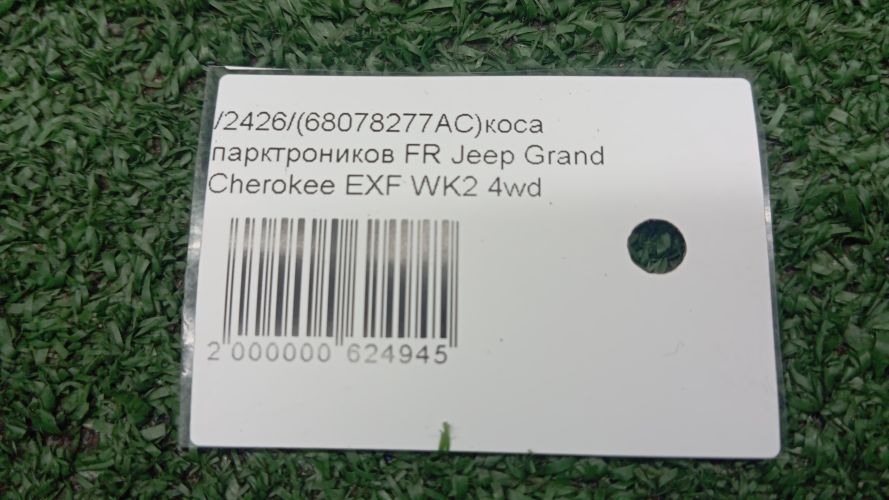 /2426/(68078277AC)коса
парктроников FR Jeep Grand
Cherokee EXF WK2 4wd
2 000000 624945